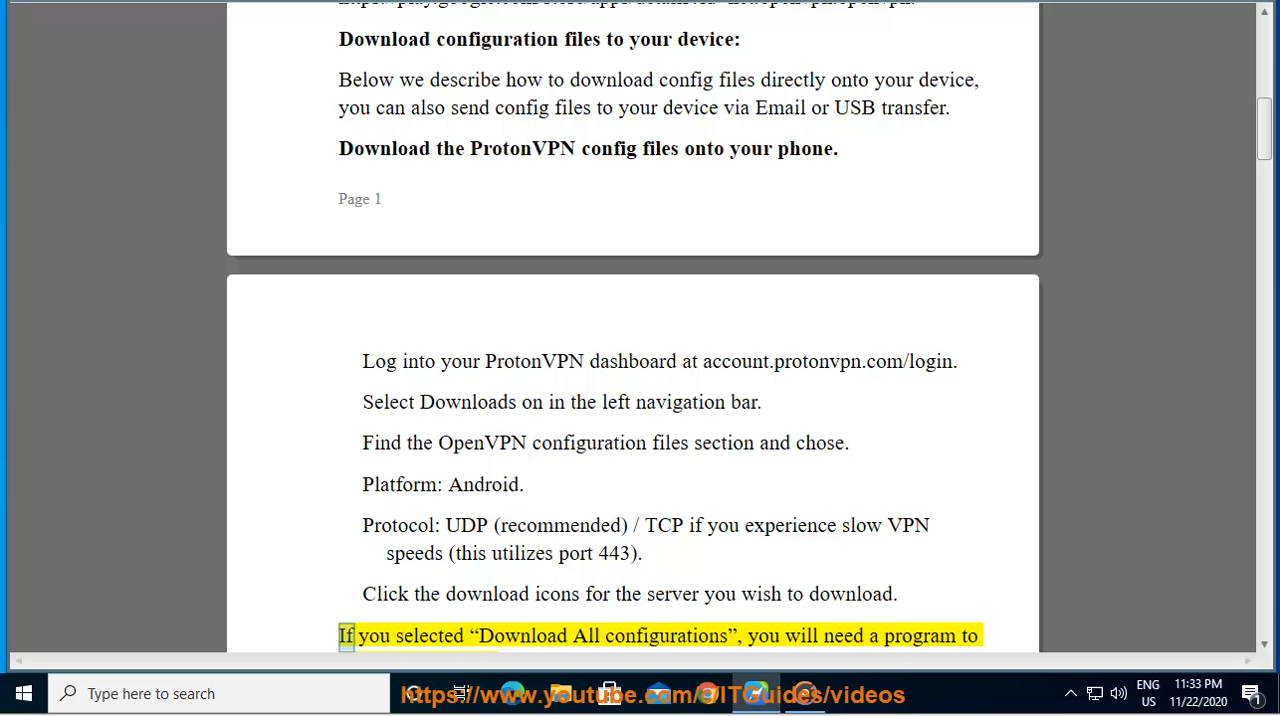 Download configuration files to your device:
Below we describe how to download config files directly onto your device,
you can also send config files to your device via Email or USB transfer.
Download the ProtonVPN config files onto your phone.
Page 1
Log into your ProtonVPN dashboard at account.protonvpn.com/login.
Select Downloads on in the left navigation bar.
Find the OpenVPN configuration files section and chose.
Platform: Android.
Protocol: UDP (recommended) / TCP if you experience slow VPN
speeds (this utilizes port 443).
Click the download icons for the server you wish to download.
If you selected “Download All configurations”, you will need a program to
Type here to search
https://www.youtube.com/c/ITGuides/videos
ENG
US
11:33 PM
11/22/2020
1